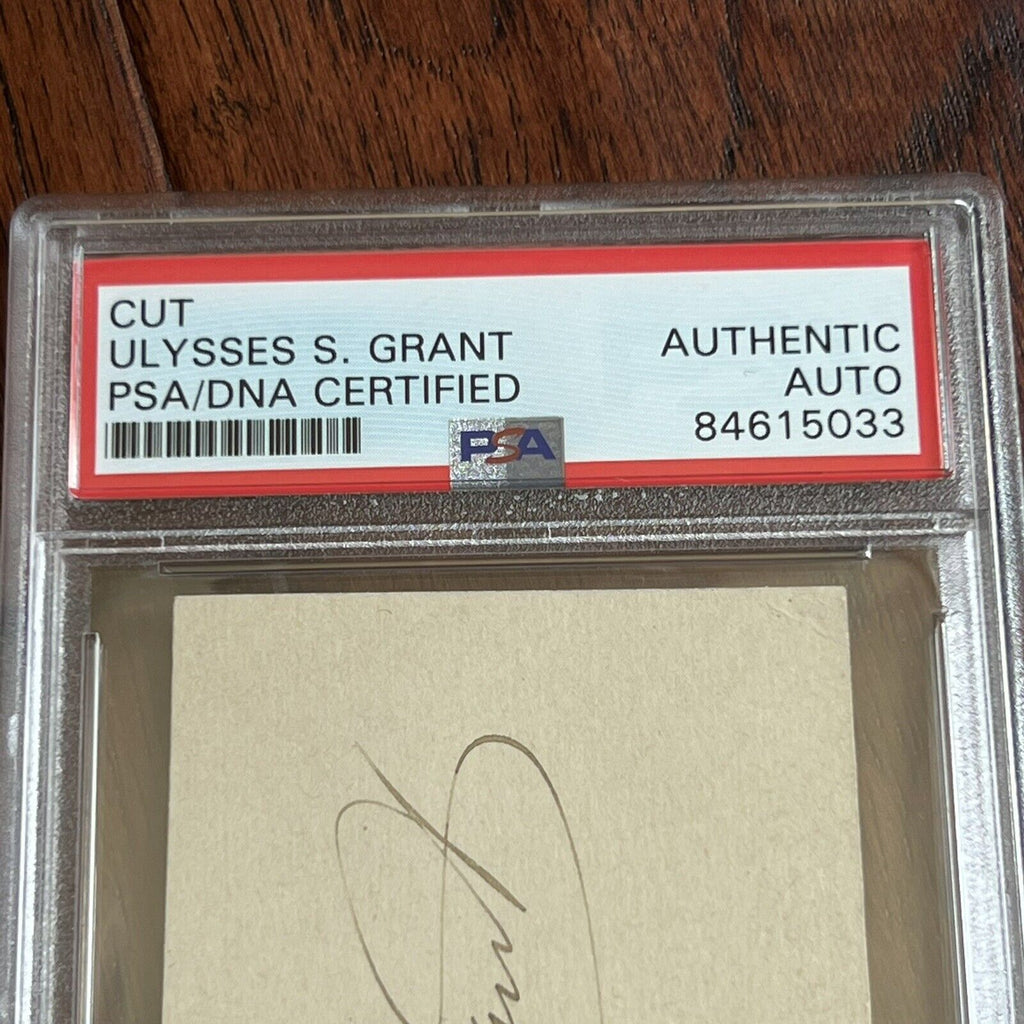 CUT
ULYSSES S. GRANT
PSA/DNA CERTIFIED
AUTHENTIC
AUTO
84615033
PSA